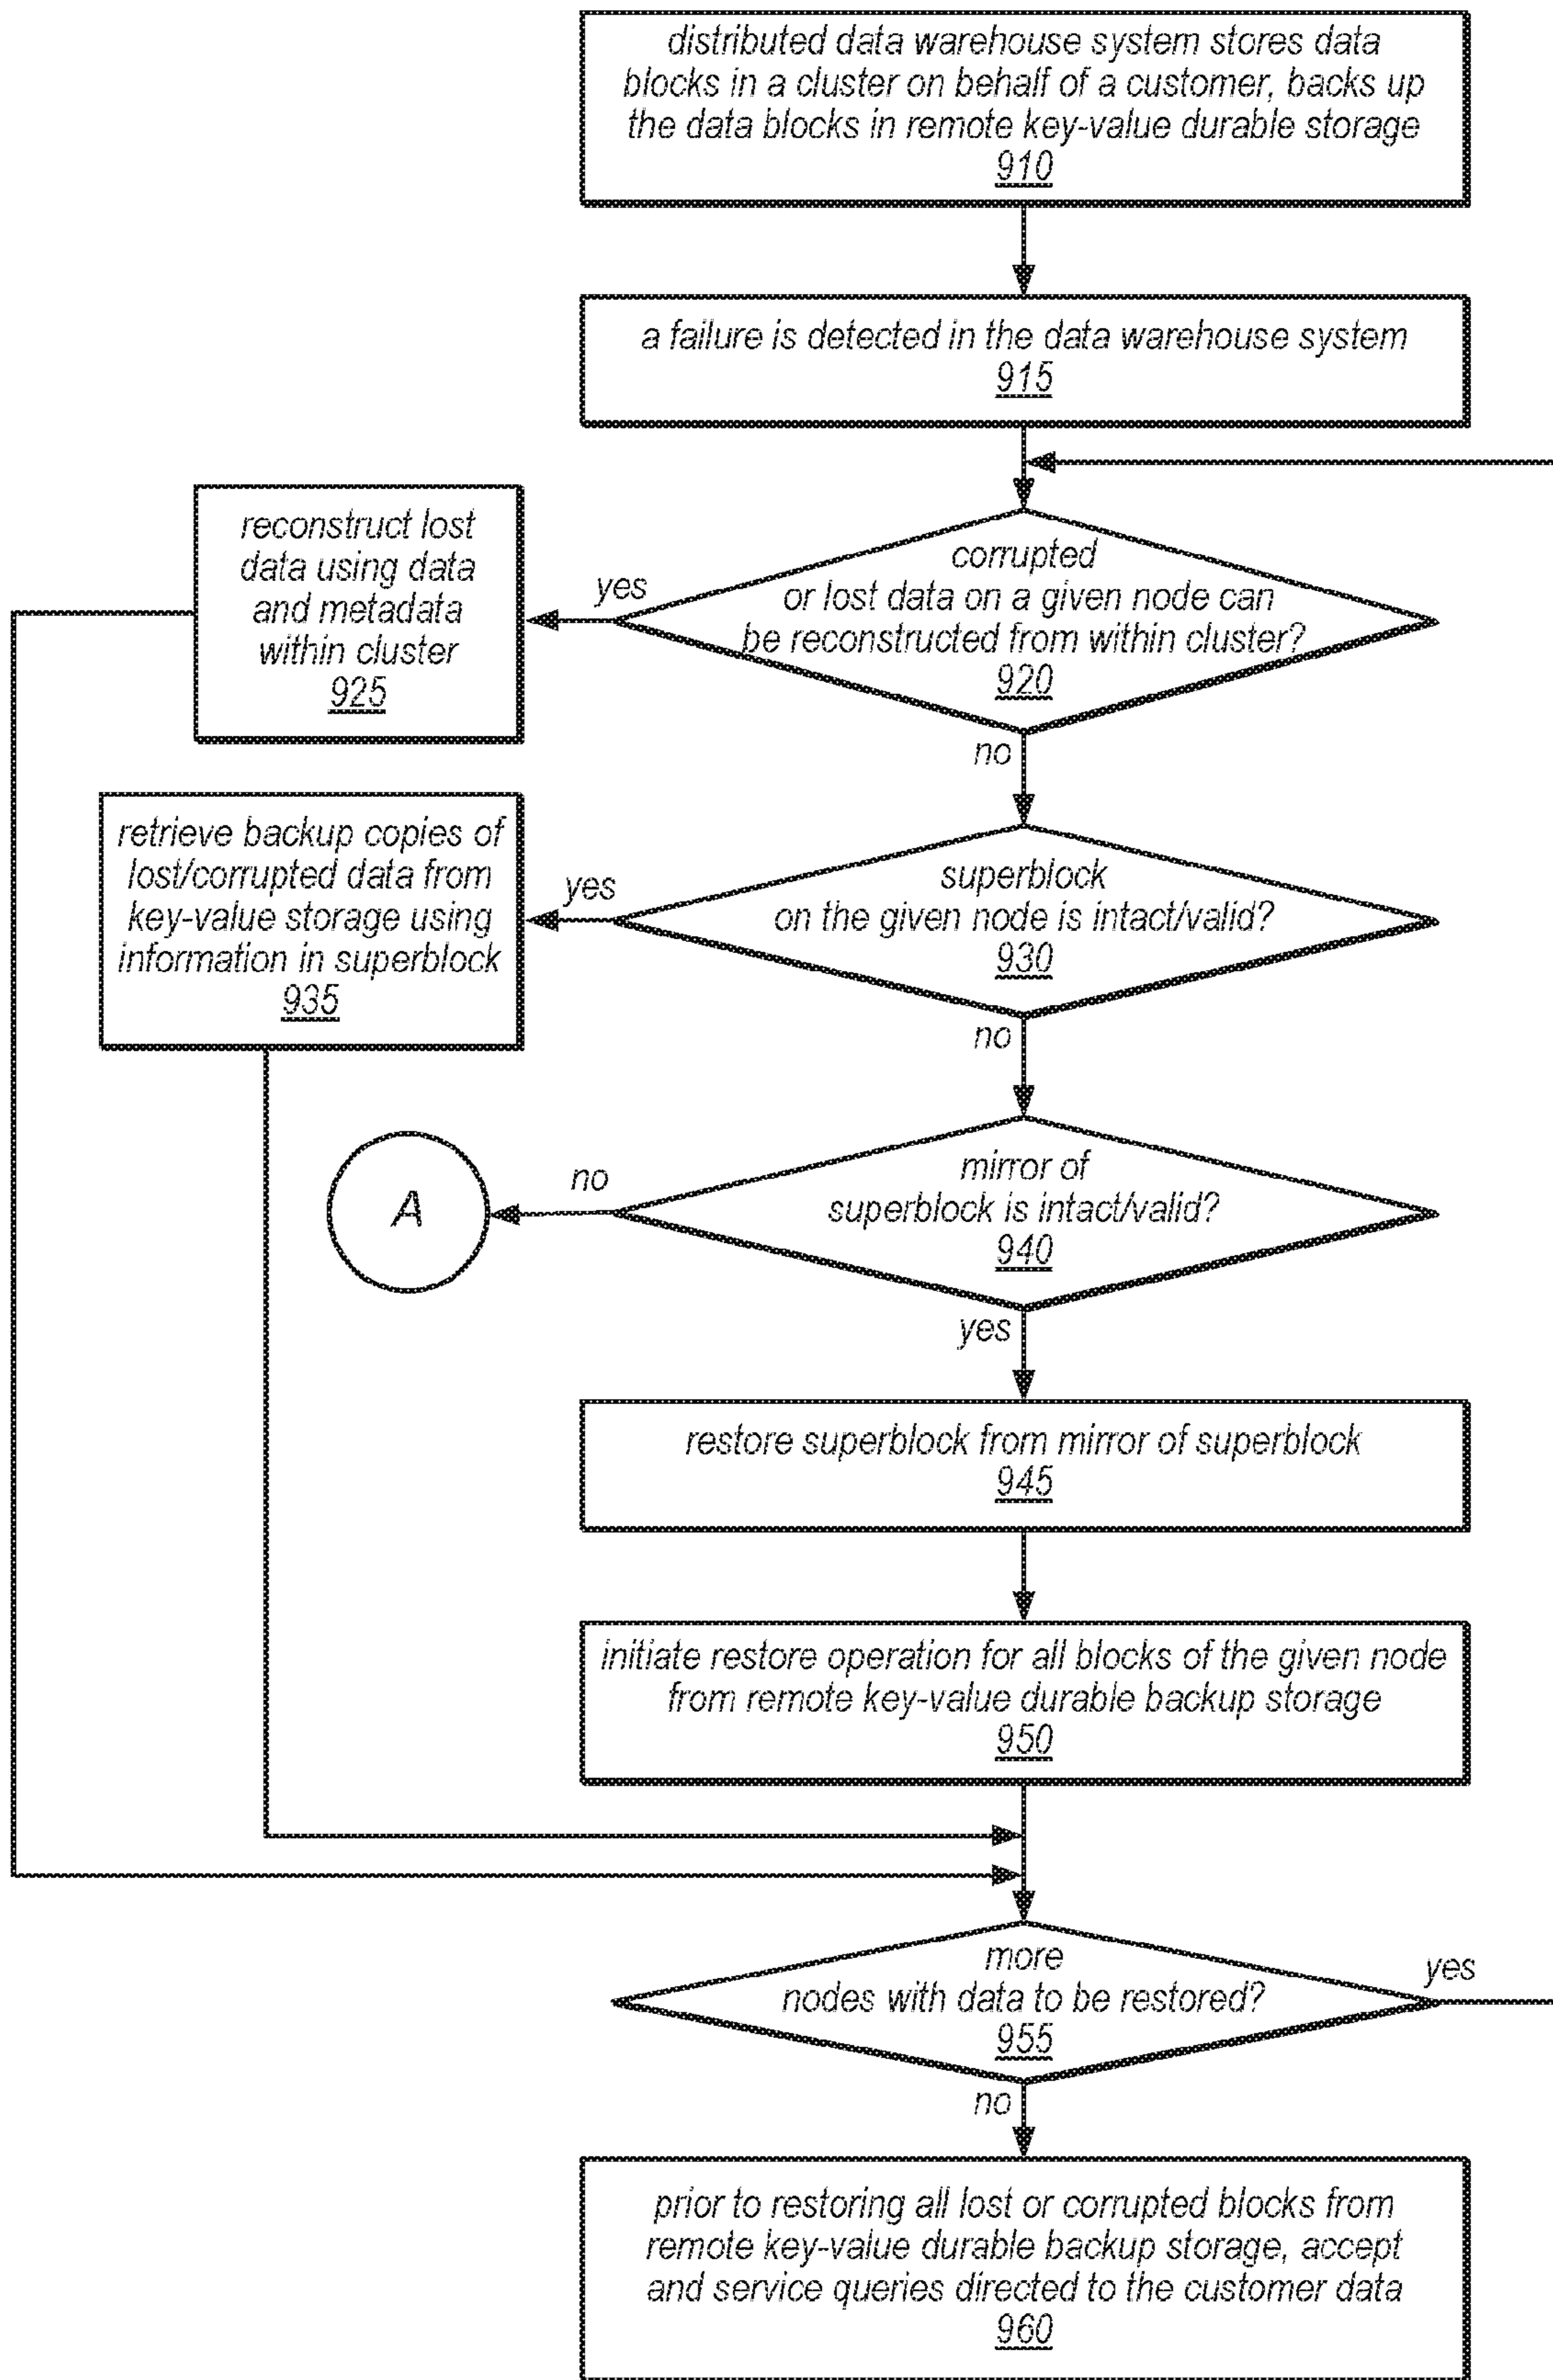 distributed data warehouse system stores data
blocks in a cluster on behalf of a customer, backs up
the data blocks in remote key-value durable storage
910
a failure is detected in the data warehouse system
915
reconstruct lost
data using data
and metadata
within cluster
925
yes
corrupted
or lost data on a given node can
be reconstructed from within cluster?
920
no
retrieve backup copies of
lost/corrupted data from
key-value storage using
information in superblock
935
yes
superblock
on the given node is intact/valid?
930
no
A
no
mirror of
superblock is intact/valid?
940
yes
restore superblock from mirror of superblock
945
initiate restore operation for all blocks of the given node
from remote key-value durable backup storage
950
more
nodes with data to be restored?
955
yes
no
prior to restoring all lost or corrupted blocks from
remote key-value durable backup storage, accept
and service queries directed to the customer data
960